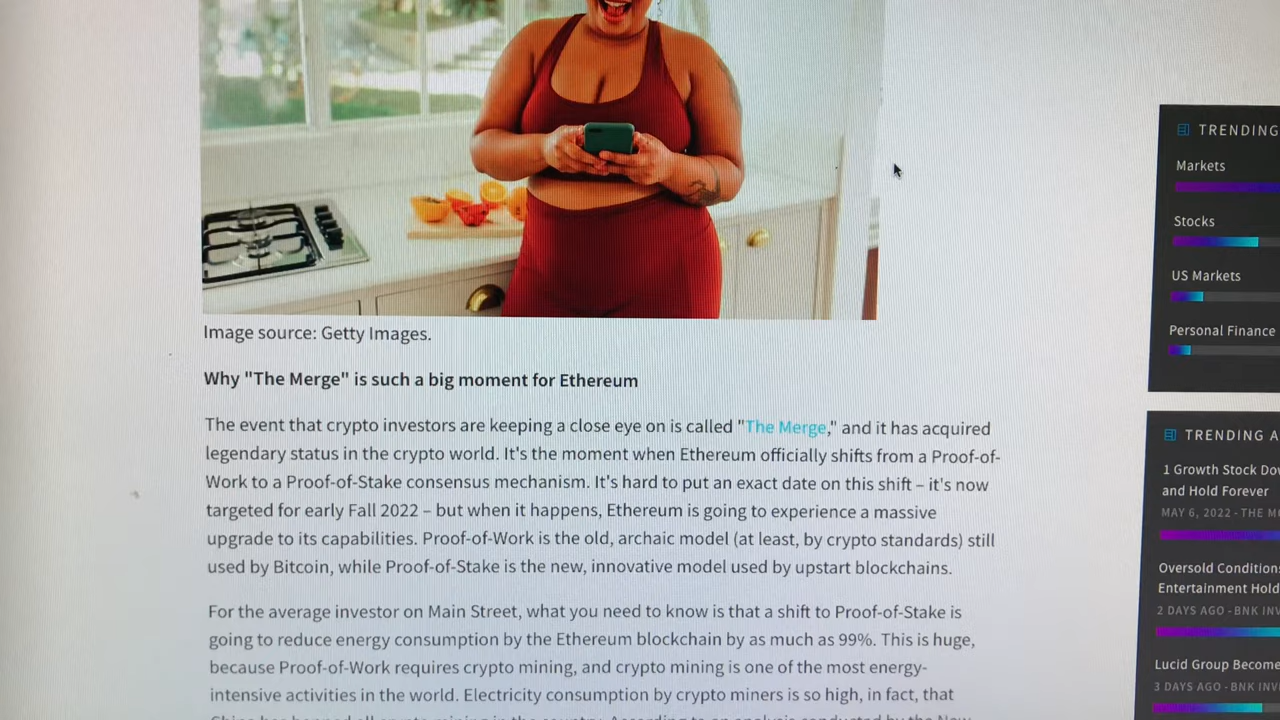 Image source: Getty Images.
Why "The Merge" is such a big moment for Ethereum
The event that crypto investors are keeping a close eye on is called "The Merge," and it has acquired
legendary status in the crypto world. It's the moment when Ethereum officially shifts from a Proof-of-
Work to a Proof-of-Stake consensus mechanism. It's hard to put an exact date on this shift – it's now
targeted for early Fall 2022 – but when it happens, Ethereum is going to experience a massive
upgrade to its capabilities. Proof-of-Work is the old, archaic model (at least, by crypto standards) still
used by Bitcoin, while Proof-of-Stake is the new, innovative model used by upstart blockchains.
For the average investor on Main Street, what you need to know is that a shift to Proof-of-Stake is
going to reduce energy consumption by the Ethereum blockchain by as much as 99%. This is huge,
because Proof-of-Work requires crypto mining, and crypto mining is one of the most energy-
intensive activities in the world. Electricity consumption by crypto miners is so high, in fact, that
TRENDING
Markets
Stocks
US Markets
Personal Finance
TRENDING A
1 Growth Stock Do
and Hold Forever
MAY 6, 2022 - THE M
Oversold Condition
Entertainment Hold
2 DAYS AGO - BNK INV
Lucid Group Become
3 DAYS AGO - BNK INV